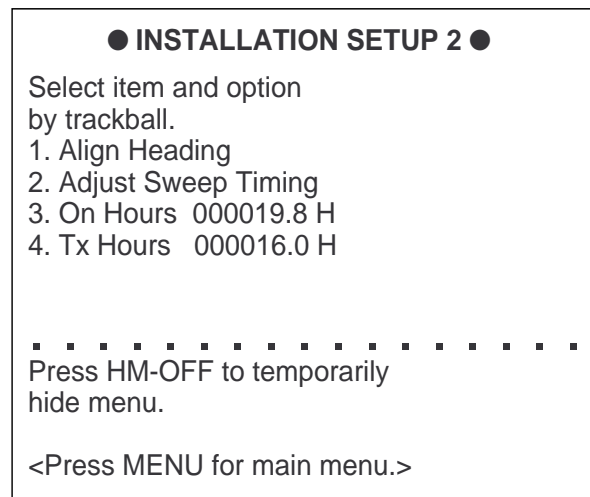 ● INSTALLATION SETUP 2 ●
Select item and option
by trackball.
1. Align Heading
2. Adjust Sweep Timing
3. On Hours 000019.8 H
4. Tx Hours 000016.0 H
Press HM-OFF to temporarily
hide menu.
<Press MENU for main menu.>